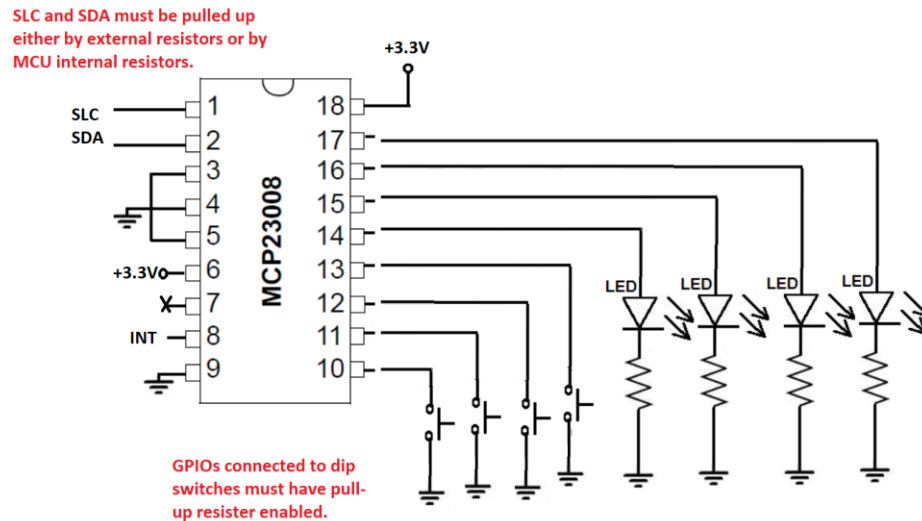 SLC and SDA must be pulled up
either by external resistors or by
MCU internal resistors.
+3.3V
SLC
SDA
1
2
3
4
5
6
7
8
9
+3.3V
INT
MCP23008
18
17
16
15
14
13
12
11
10
LED
LED
LED
LED
GPIOs connected to dip
switches must have pull-
up resister enabled.